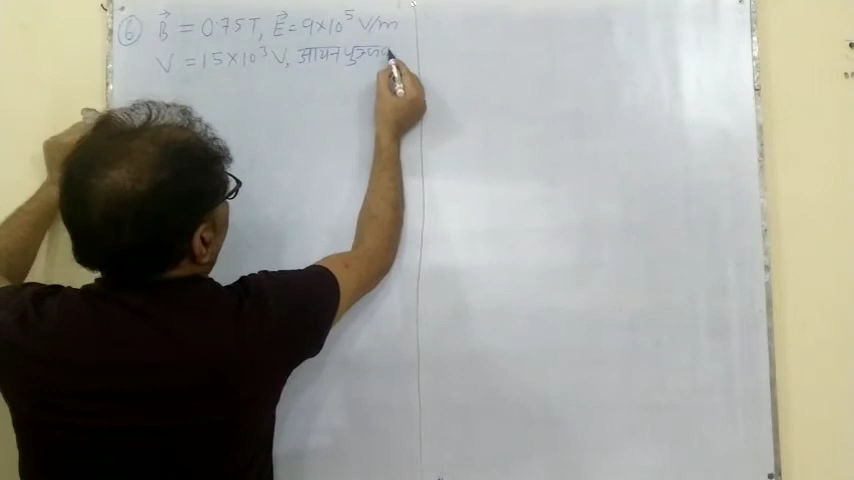 ⑥ B⃗ = 0.75T, E⃗ = 9×10⁵ V/m
V = 15×10³ V, आयन पुञ्ज